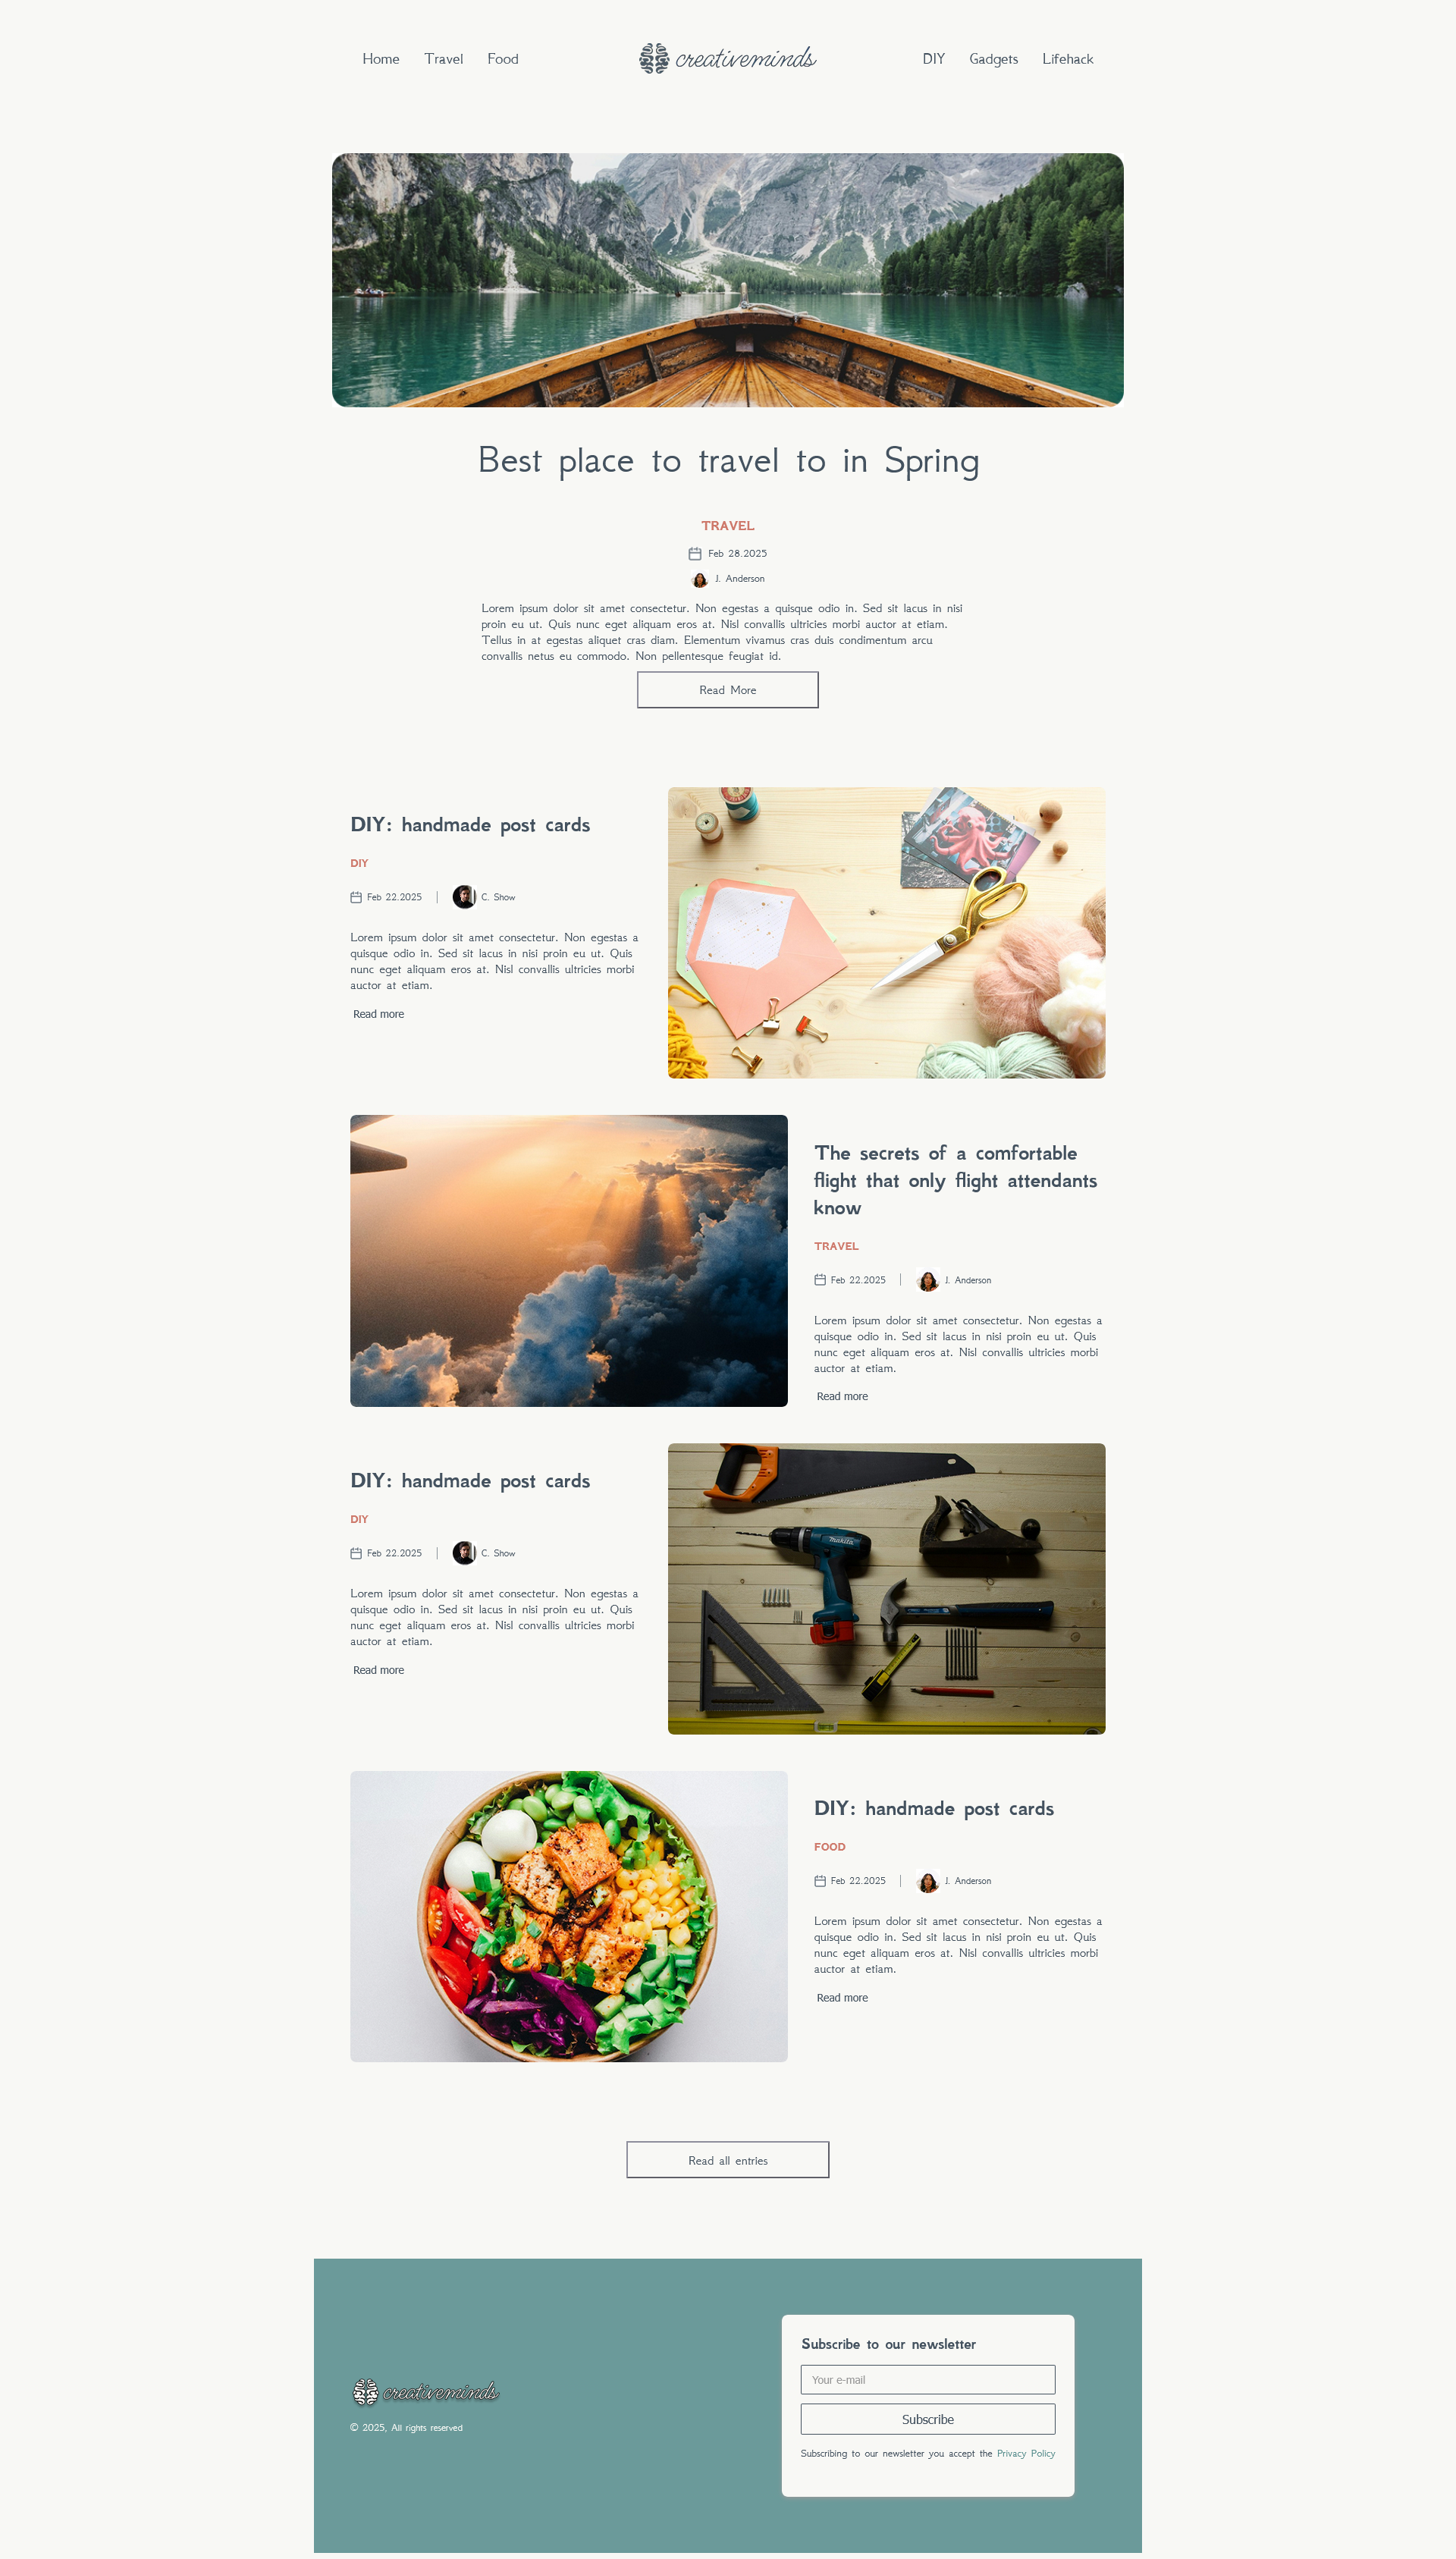 Home Travel Food creativeminds DIY Gadgets Lifehack
Best place to travel to in Spring
TRAVEL
Feb 28.2025
J. Anderson
Lorem ipsum dolor sit amet consectetur. Non egestas a quisque odio in. Sed sit lacus in nisi
proin eu ut. Quis nunc eget aliquam eros at. Nisl convallis ultricies morbi auctor at etiam.
Tellus in at egestas aliquet cras diam. Elementum vivamus cras duis condimentum arcu
convallis netus eu commodo. Non pellentesque feugiat id.
Read More
DIY: handmade post cards
DIY
Feb 22.2025 | C. Show
Lorem ipsum dolor sit amet consectetur. Non egestas a
quisque odio in. Sed sit lacus in nisi proin eu ut. Quis
nunc eget aliquam eros at. Nisl convallis ultricies morbi
auctor at etiam.
Read more
The secrets of a comfortable
flight that only flight attendants
know
TRAVEL
Feb 22.2025 | J. Anderson
Lorem ipsum dolor sit amet consectetur. Non egestas a
quisque odio in. Sed sit lacus in nisi proin eu ut. Quis
nunc eget aliquam eros at. Nisl convallis ultricies morbi
auctor at etiam.
Read more
DIY: handmade post cards
DIY
Feb 22.2025 | C. Show
Lorem ipsum dolor sit amet consectetur. Non egestas a
quisque odio in. Sed sit lacus in nisi proin eu ut. Quis
nunc eget aliquam eros at. Nisl convallis ultricies morbi
auctor at etiam.
Read more
makita
DIY: handmade post cards
FOOD
Feb 22.2025 | J. Anderson
Lorem ipsum dolor sit amet consectetur. Non egestas a
quisque odio in. Sed sit lacus in nisi proin eu ut. Quis
nunc eget aliquam eros at. Nisl convallis ultricies morbi
auctor at etiam.
Read more
Read all entries
creativeminds
© 2025, All rights reserved
Subscribe to our newsletter
Your e-mail
Subscribe
Subscribing to our newsletter you accept the Privacy Policy